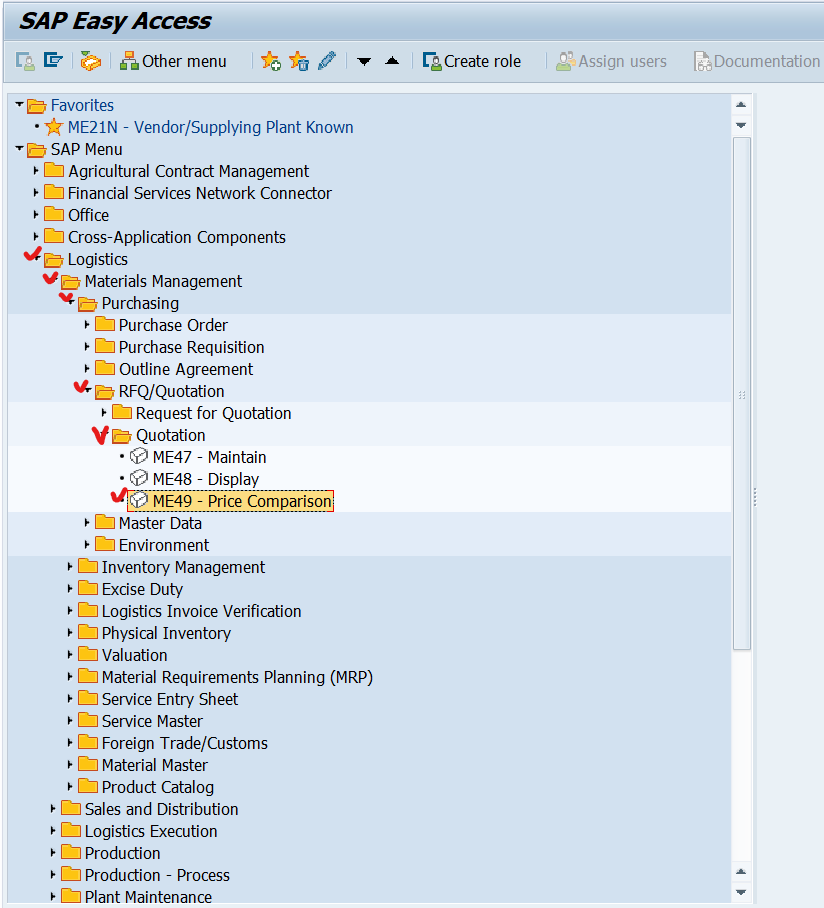 SAP Easy Access
Other menu Create role Assign users Documentation
Favorites
ME21N - Vendor/Supplying Plant Known
SAP Menu
Agricultural Contract Management
Financial Services Network Connector
Office
Cross-Application Components
Logistics
Materials Management
Purchasing
Purchase Order
Purchase Requisition
Outline Agreement
RFQ/Quotation
Request for Quotation
Quotation
ME47 - Maintain
ME48 - Display
ME49 - Price Comparison
Master Data
Environment
Inventory Management
Excise Duty
Logistics Invoice Verification
Physical Inventory
Valuation
Material Requirements Planning (MRP)
Service Entry Sheet
Service Master
Foreign Trade/Customs
Material Master
Product Catalog
Sales and Distribution
Logistics Execution
Production
Production - Process
Plant Maintenance